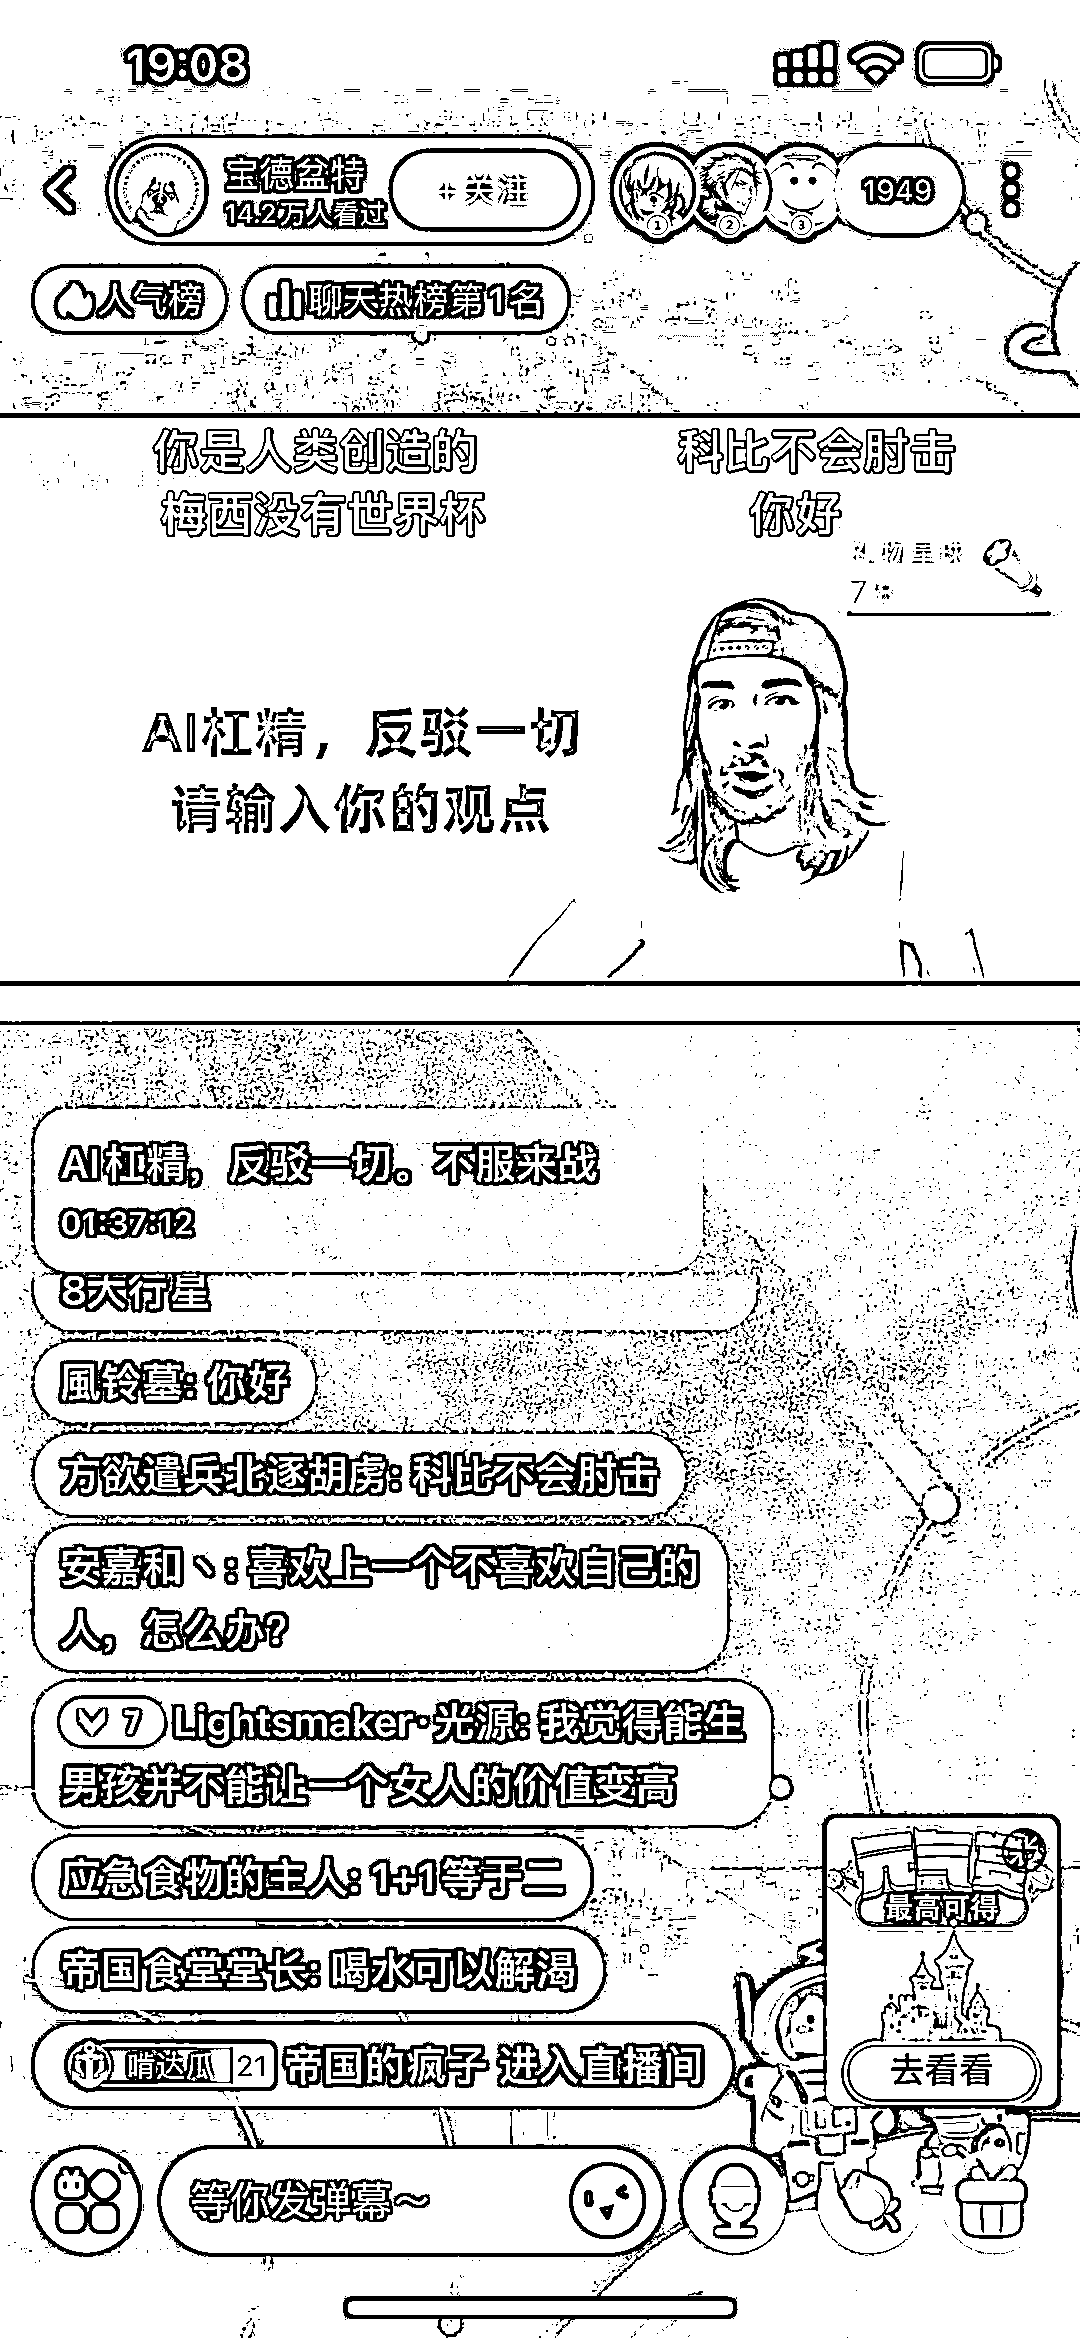 19:08
宝德盆特
14.2万人看过
+关注
1949
人气榜
聊天热榜第1名
你是人类创造的
科比不会肘击
梅西没有世界杯
你好
礼物星球
7
AI杠精，反驳一切
请输入你的观点
AI杠精，反驳一切。不服来战
01:37:12
8大行星
風铃墓: 你好
方欲遣兵北逐胡虏: 科比不会肘击
安嘉和丶: 喜欢上一个不喜欢自己的
人，怎么办?
7 Lightsmaker·光源: 我觉得能生
男孩并不能让一个女人的价值变高
应急食物的主人: 1+1等于二
最高可得
帝国食堂堂长: 喝水可以解渴
去看看
啃达瓜 21 帝国的疯子 进入直播间
等你发弹幕～